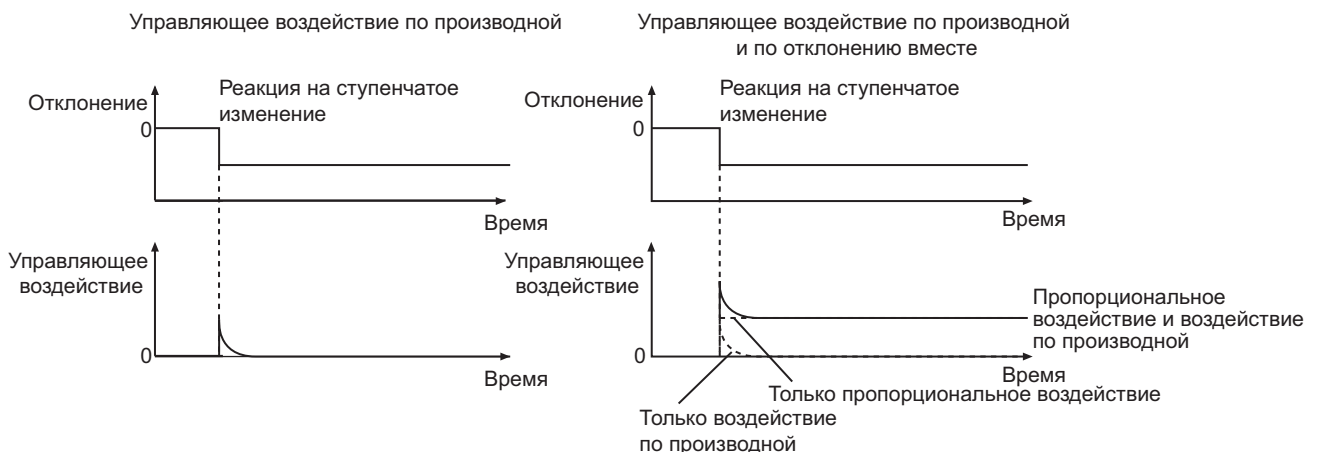 Управляющее воздействие по производной
Управляющее воздействие по производной
и по отклонению вместе
Отклонение
0
Реакция на ступенчатое
изменение
Время
Управляющее
воздействие
0
Время
Отклонение
0
Реакция на ступенчатое
изменение
Время
Управляющее
воздействие
0
Пропорциональное
воздействие и воздействие
по производной
Время
Только пропорциональное воздействие
Только воздействие
по производной